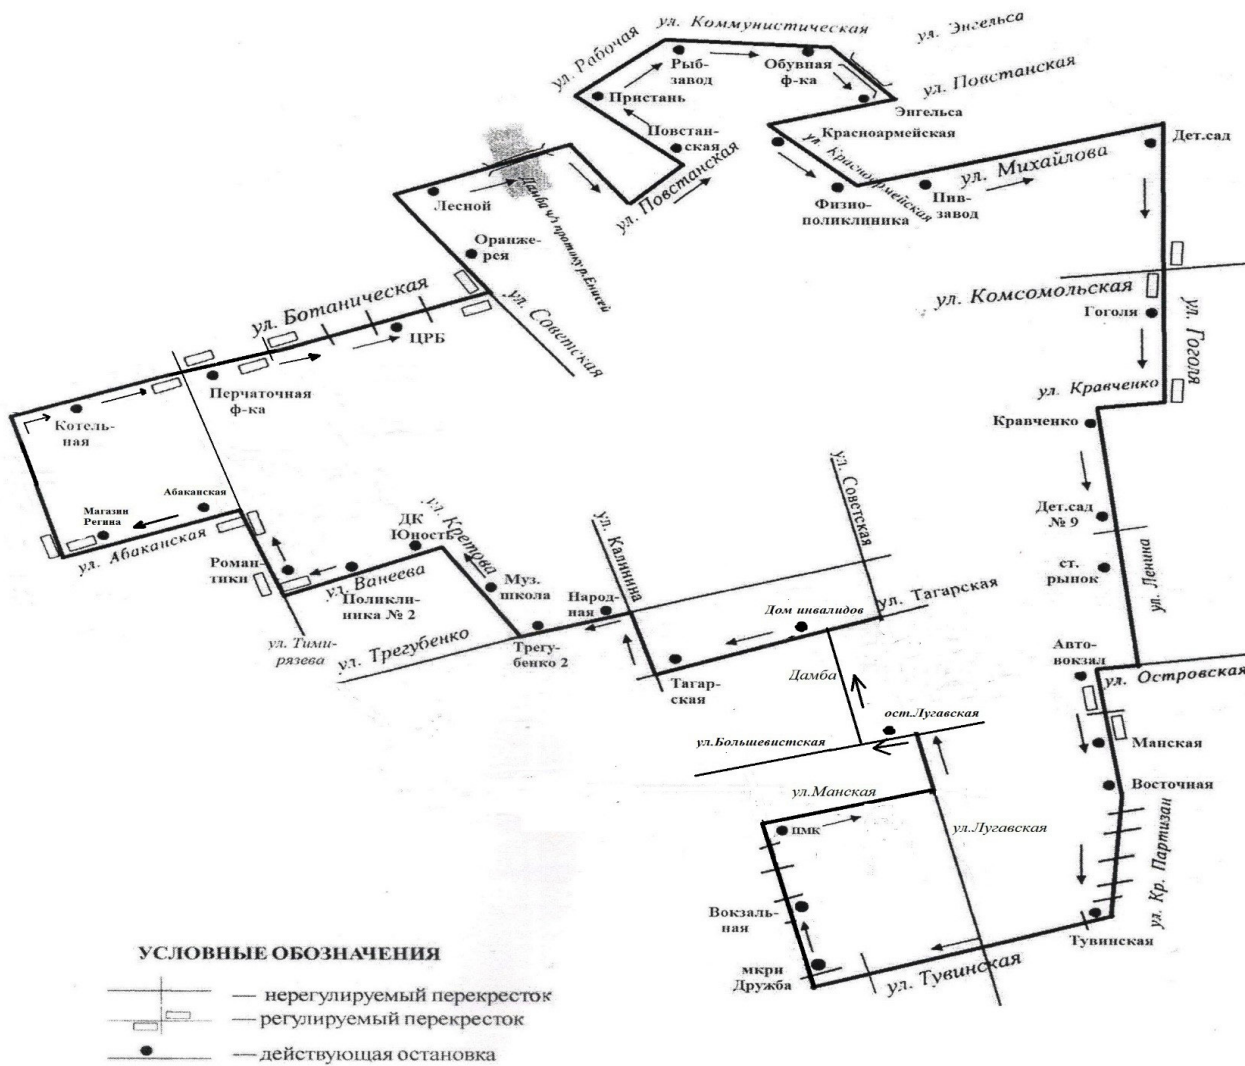 ул. Коммунистическая
ул. Энгельса
ул. Рабочая
Рыб-
завод
Обувная
ф-ка
ул. Повстанская
Пристань
Энгельса
Повстан-
ская
Красноармейская
Дет.сад
ул. Красноармейская
ул. Михайлова
Лесной
Дамба ч/з протоку р.Енисей
ул. Повстанская
Физио-
поликлиника
Пив-
завод
Оранже-
рея
ул. Ботаническая
ул. Советская
ул. Комсомольская
Гоголя
ул. Гоголя
ЦРБ
Перчаточная
ф-ка
ул. Кравченко
Котель-
ная
Кравченко
Абаканская
Магазин
Регина
ул. Абаканская
ДК
Юность
ул. Кретова
ул. Калинина
ул. Советская
Дет.сад
№ 9
ст.
рынок
ул. Ленина
Роман-
тики
ул. Ванеева
Поликли-
ника № 2
Муз.
школа
Народ-
ная
Дом инвалидов
ул. Тагарская
ул. Тими-
рязева
ул. Трегубенко
Трегу-
бенко 2
Тагар-
ская
Дамба
Авто-
вокзал
ул. Островская
ост.Лугавская
ул.Большевистская
Манская
ул.Манская
Восточная
пмк
ул.Лугавская
ул. Кр. Партизан
Вокзаль-
ная
Тувинская
мкрн
Дружба
ул. Тувинская
УСЛОВНЫЕ ОБОЗНАЧЕНИЯ
— нерегулируемый перекресток
— регулируемый перекресток
— действующая остановка